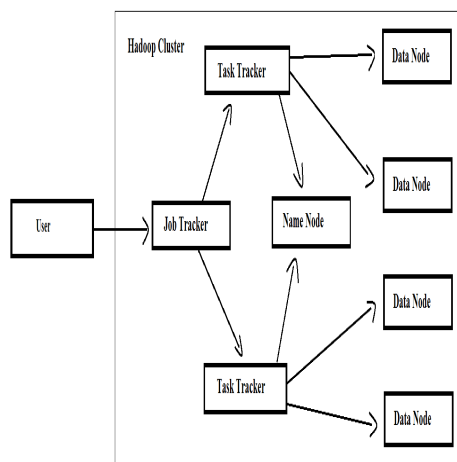 Hadoop Cluster
Task Tracker
Data Node
Data Node
User
Job Tracker
Name Node
Data Node
Task Tracker
Data Node